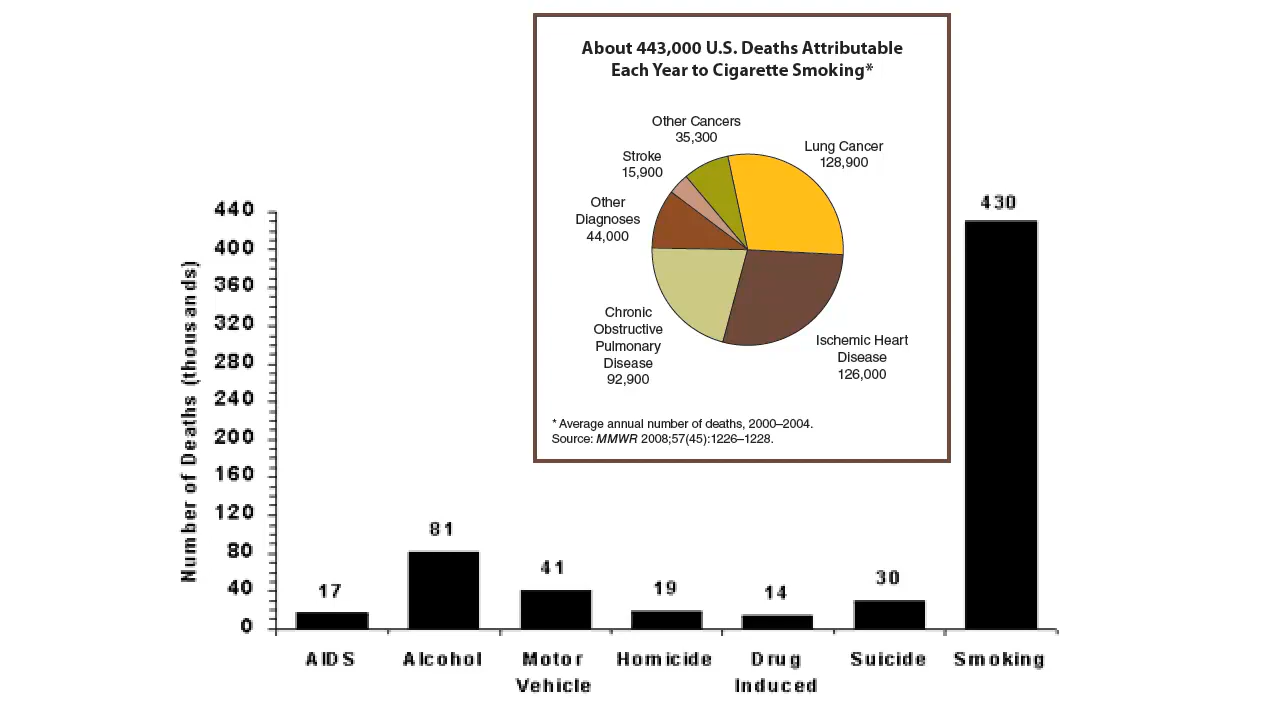 About 443,000 U.S. Deaths Attributable
Each Year to Cigarette Smoking*
Other Cancers
35,300
Lung Cancer
128,900
Stroke
15,900
Other
Diagnoses
44,000
Chronic
Obstructive
Pulmonary
Disease
92,900
Ischemic Heart
Disease
126,000
* Average annual number of deaths, 2000–2004.
Source: MMWR 2008;57(45):1226–1228.
Number of Deaths (thousands)
440
400
360
320
280
240
200
160
120
80
40
0
17
81
41
19
14
30
430
AIDS
Alcohol
Motor
Vehicle
Homicide
Drug
Induced
Suicide
Smoking